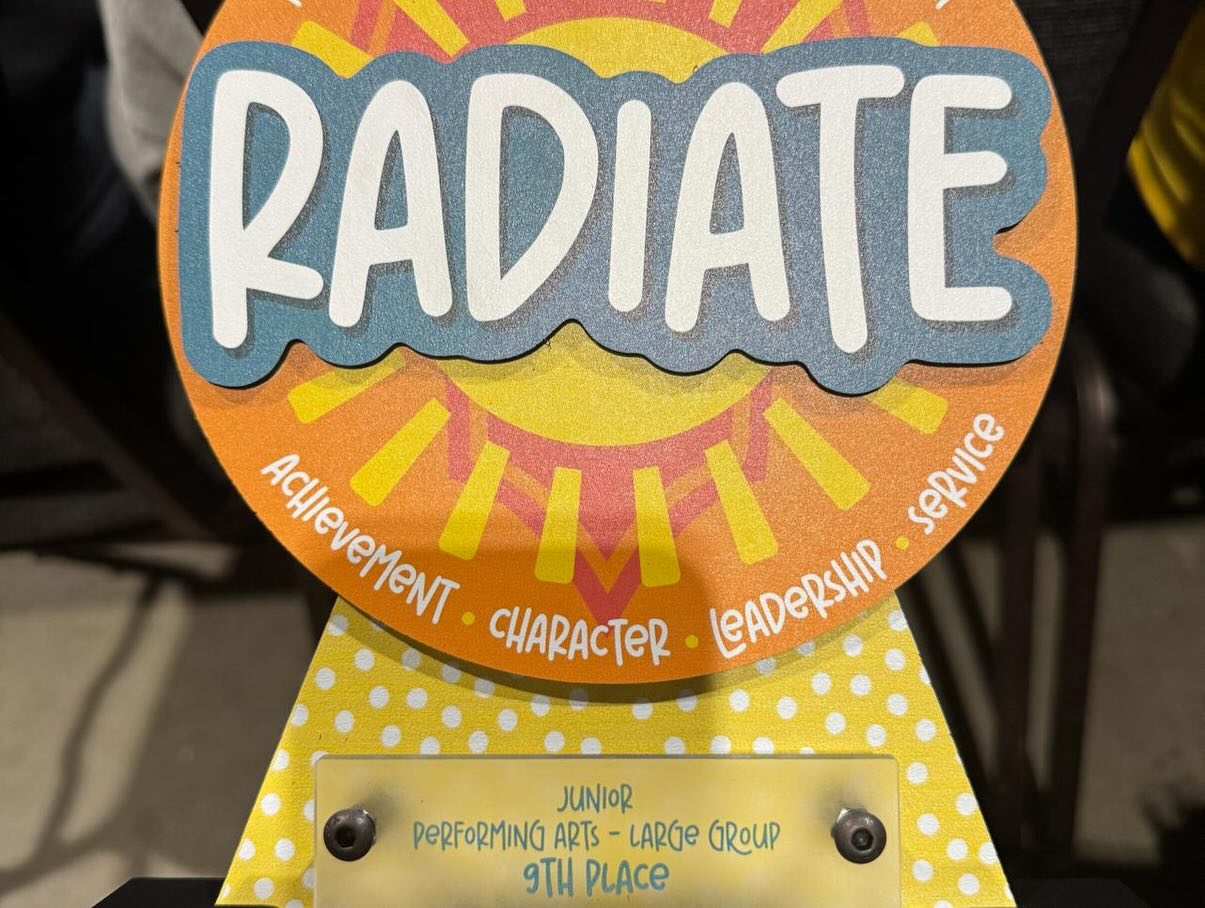 RADIATE
ACHIEVEMENT • CHARACTER • LEADERSHIP • SERVICE
JUNIOR
PERFORMING ARTS - LARGE GROUP
9TH PLACE